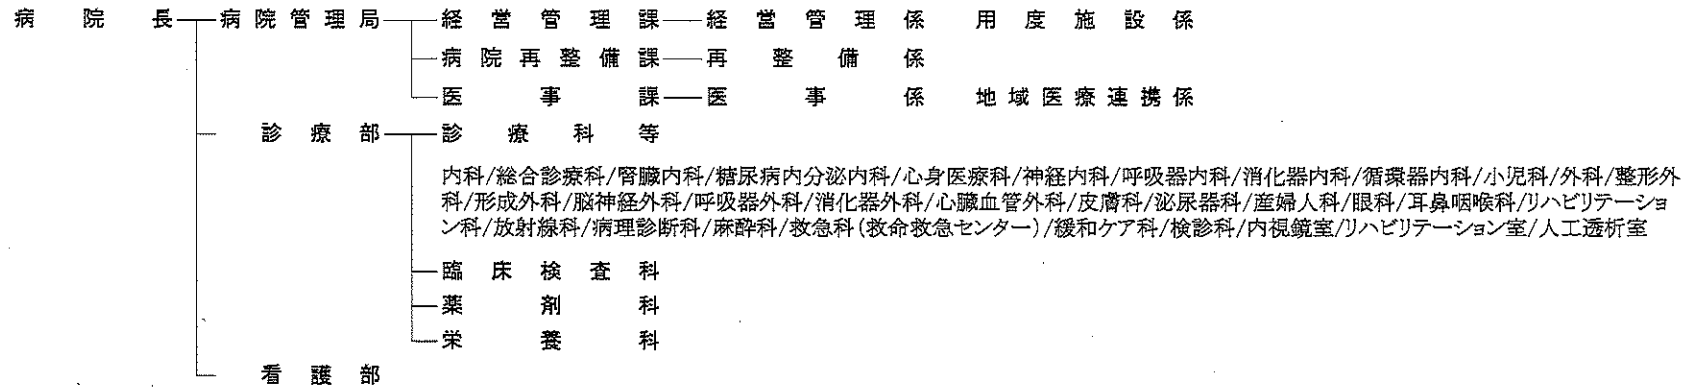 病院長 病院管理局 経営管理課 経営管理係 用度施設係
病院再整備課 再整備係
医事課 医事係 地域医療連携係
診療部 診療科等
内科/総合診療科/腎臓内科/糖尿病内分泌内科/心身医療科/神経内科/呼吸器内科/消化器内科/循環器内科/小児科/外科/整形外
科/形成外科/脳神経外科/呼吸器外科/消化器外科/心臓血管外科/皮膚科/泌尿器科/産婦人科/眼科/耳鼻咽喉科/リハビリテーショ
ン科/放射線科/病理診断科/麻酔科/救急科(救命救急センター)/緩和ケア科/検診科/内視鏡室/リハビリテーション室/人工透析室
臨床検査科
薬剤科
栄養科
看護部